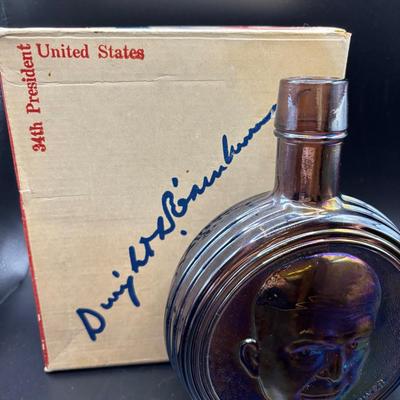 34th President
United States
Dwight D Eisenhower